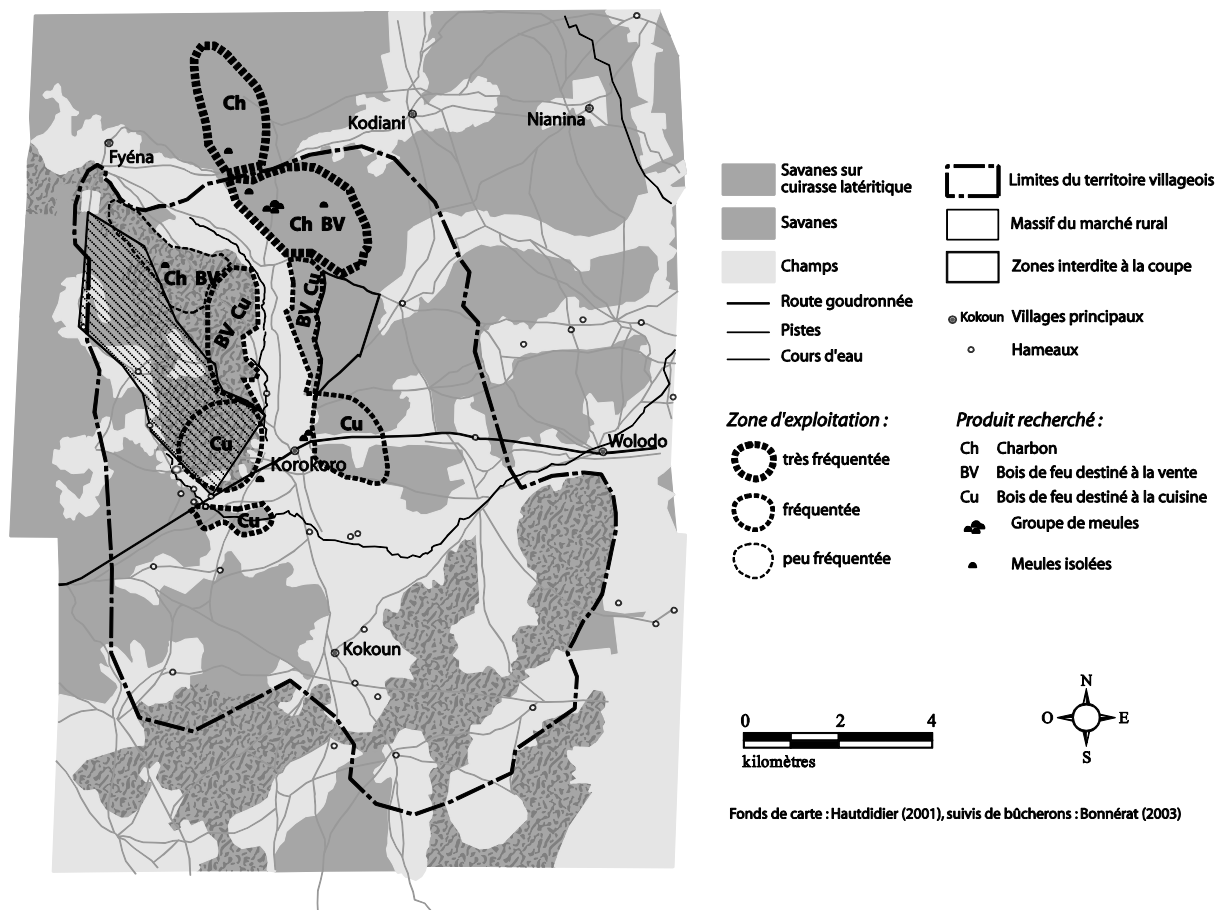 Ch
Kodiani
Nianina
Fyéna
Ch BV
Ch BV
BV Cu
BV Cu
Cu
Cu
Wolodo
Korokoro
Cu
Kokoun
Savanes sur
cuirasse latéritique
Savanes
Champs
Route goudronnée
Pistes
Cours d'eau
Limites du territoire villageois
Massif du marché rural
Zones interdite à la coupe
Kokoun Villages principaux
Hameaux
Zone d'exploitation :
très fréquentée
fréquentée
peu fréquentée
Produit recherché :
Ch Charbon
BV Bois de feu destiné à la vente
Cu Bois de feu destiné à la cuisine
Groupe de meules
Meules isolées
0 2 4
kilomètres
N
O E
S
Fonds de carte : Hautdidier (2001), suivis de bûcherons : Bonnérat (2003)